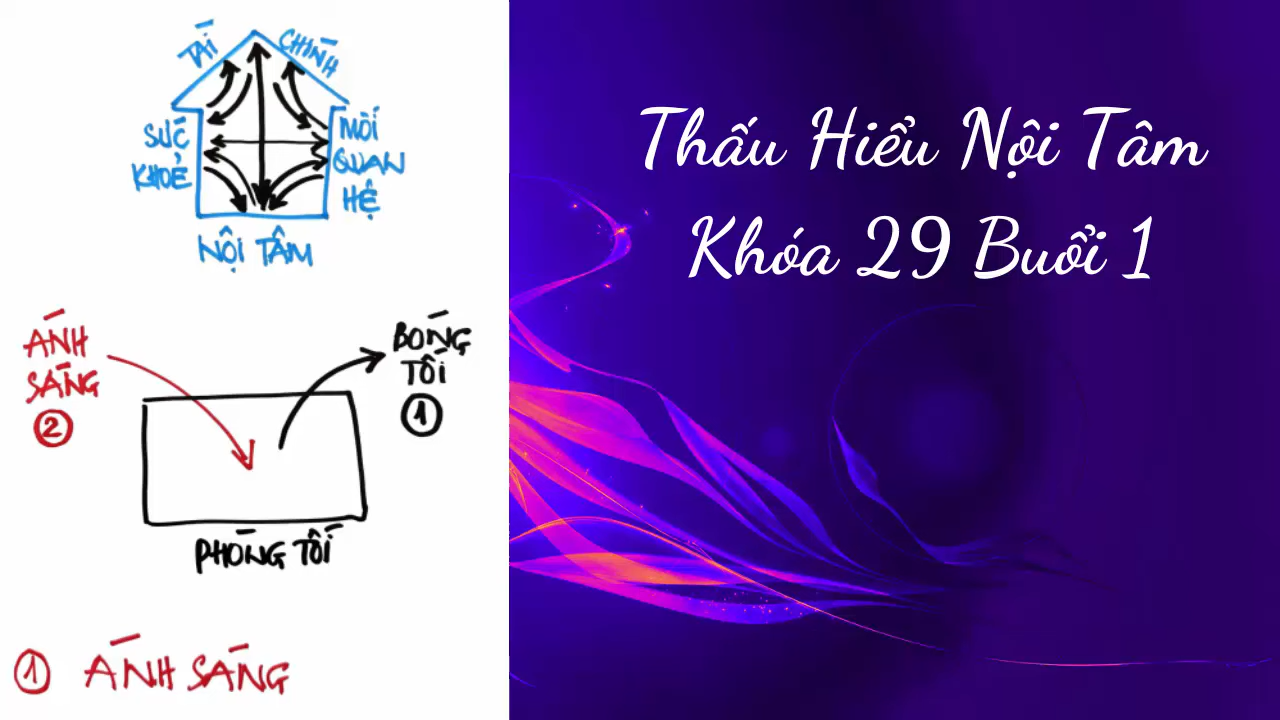 TÀI CHÍNH
SỨC
KHOẺ
MỐI
QUAN
HỆ
NỘI TÂM
ÁNH
SÁNG
2
BÓNG
TỐI
1
PHÒNG TỐI
1 ÁNH SÁNG
Thấu Hiểu Nội Tâm
Khóa 29 Buổi 1